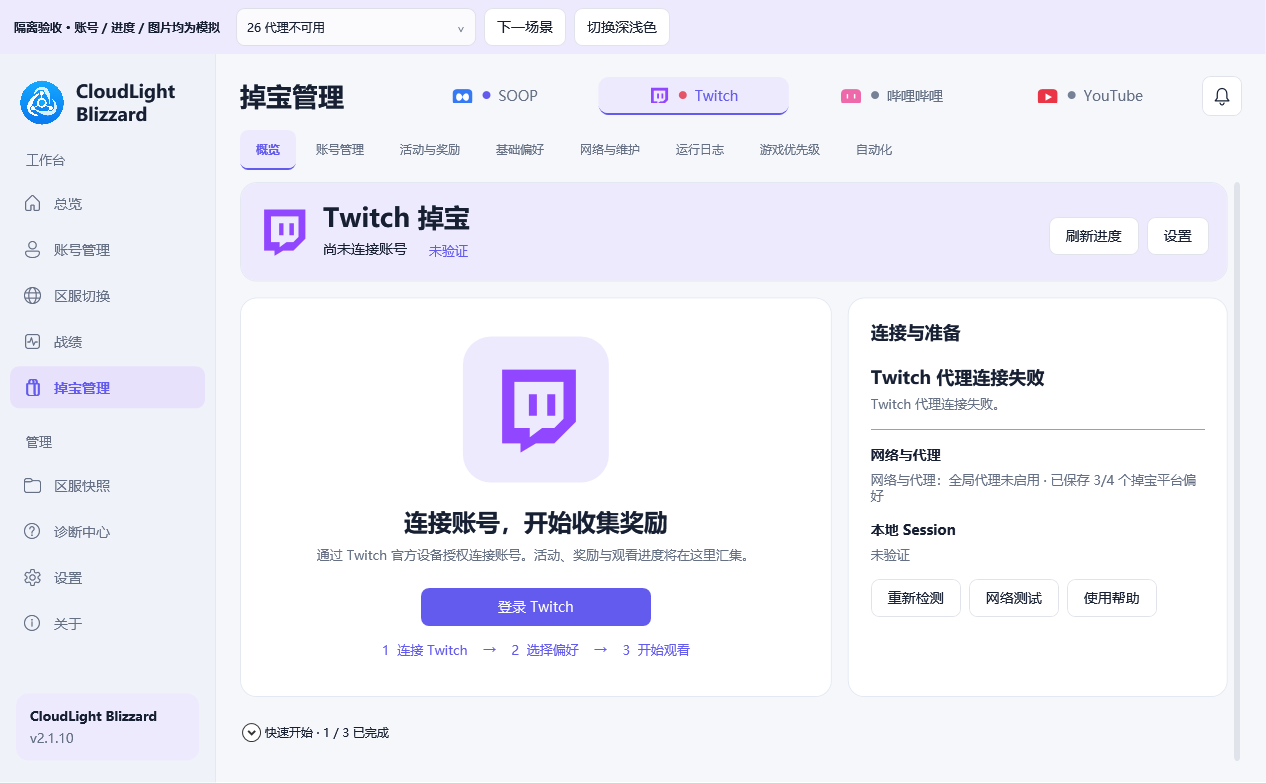 隔离验收 • 账号 / 进度 / 图片均为模拟
26 代理不可用
下一场景
切换深浅色
CloudLight
Blizzard
工作台
总览
账号管理
区服切换
战绩
掉宝管理
管理
区服快照
诊断中心
设置
关于
CloudLight Blizzard
v2.1.10
掉宝管理
SOOP
Twitch
哔哩哔哩
YouTube
概览
账号管理
活动与奖励
基础偏好
网络与维护
运行日志
游戏优先级
自动化
Twitch 掉宝
尚未连接账号
未验证
刷新进度
设置
连接账号，开始收集奖励
通过 Twitch 官方设备授权连接账号。活动、奖励与观看进度将在这里汇集。
登录 Twitch
1 连接 Twitch → 2 选择偏好 → 3 开始观看
连接与准备
Twitch 代理连接失败
Twitch 代理连接失败。
网络与代理
网络与代理：全局代理未启用 · 已保存 3/4 个掉宝平台偏
好
本地 Session
未验证
重新检测
网络测试
使用帮助
快速开始 · 1 / 3 已完成